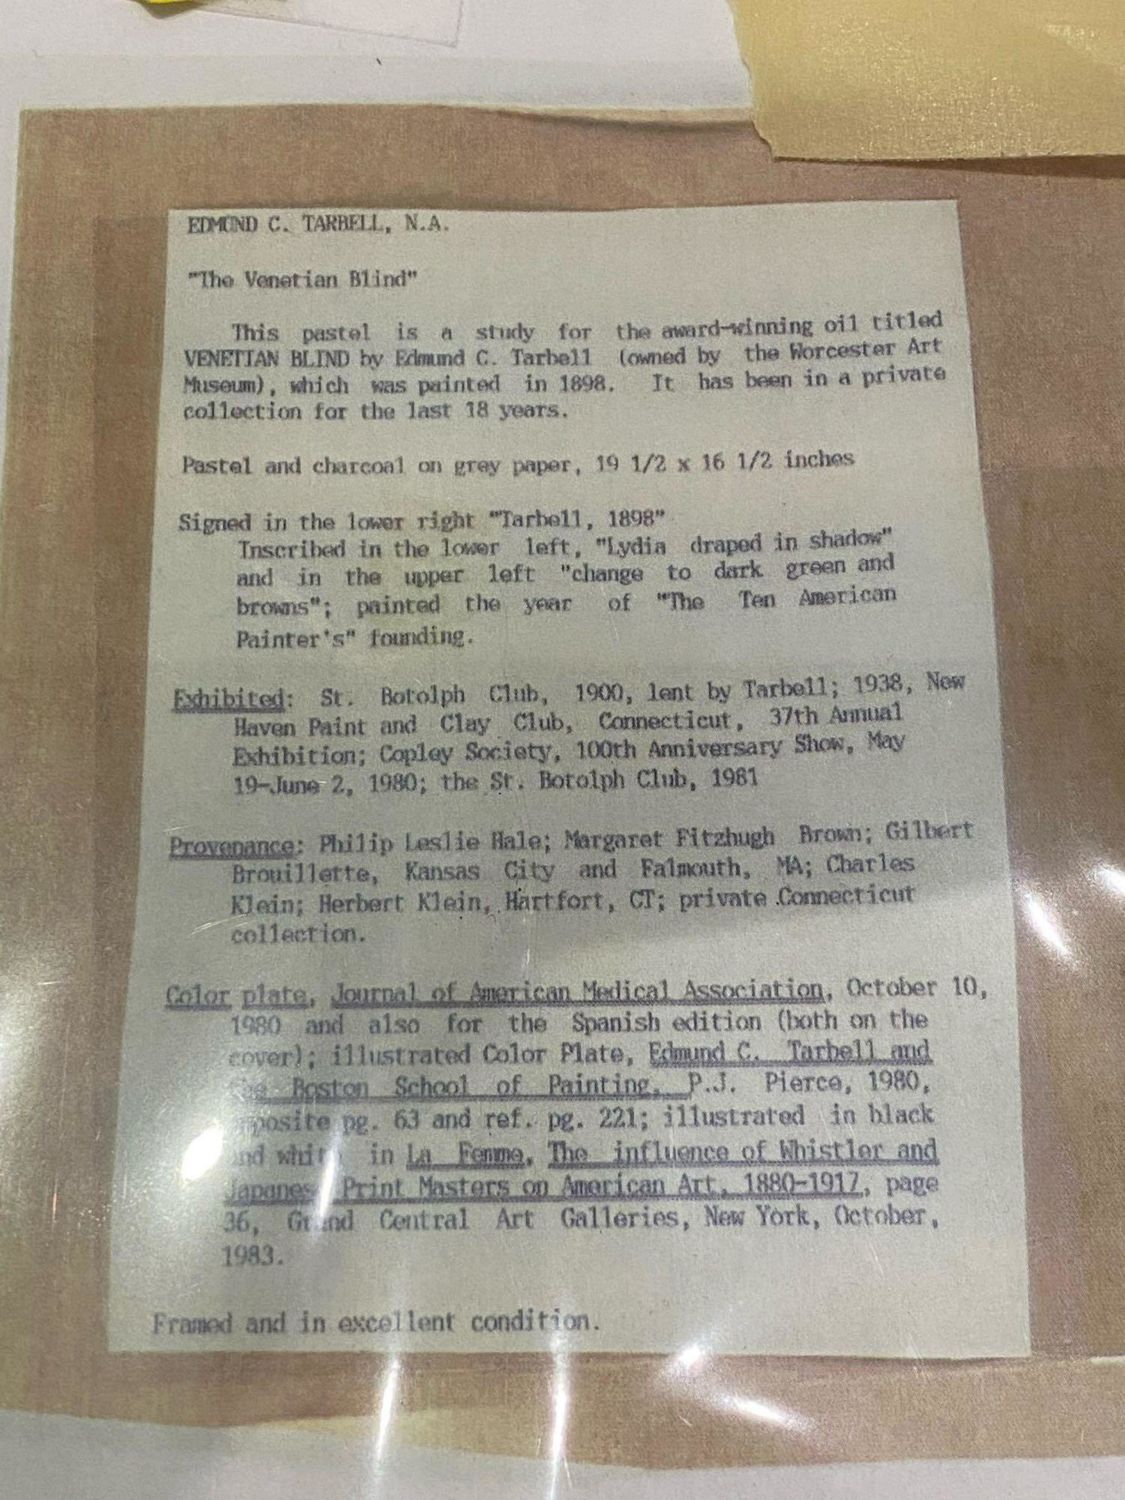 EDMUND C. TARBELL, N.A.
"The Venetian Blind"
This pastel is a study for the award-winning oil titled
VENETIAN BLIND by Edmund C. Tarbell (owned by the Worcester Art
Museum), which was painted in 1898. It has been in a private
collection for the last 18 years.
Pastel and charcoal on grey paper, 19 1/2 x 16 1/2 inches
Signed in the lower right "Tarbell, 1898"
Inscribed in the lower left, "Lydia draped in shadow"
and in the upper left "change to dark green and
browns"; painted the year of "The Ten American
Painter's" founding.
Exhibited: St. Botolph Club, 1900, lent by Tarbell; 1938, New
Haven Paint and Clay Club, Connecticut, 37th Annual
Exhibition; Copley Society, 100th Anniversary Show, May
19-June 2, 1980; the St. Botolph Club, 1981
Provenance: Philip Leslie Hale; Margaret Fitzhugh Brown; Gilbert
Brouillette, Kansas City and Falmouth, MA; Charles
Klein; Herbert Klein, Hartfort, CT; private Connecticut
collection.
Color plate, Journal of American Medical Association, October 10,
1980 and also for the Spanish edition (both on the
cover); illustrated Color Plate, Edmund C. Tarbell and
Boston School of Painting, P.J. Pierce, 1980,
pg. 63 and ref. pg. 221; illustrated in black
and white in La Femme, The influence of Whistler and
Japanese Print Masters on American Art, 1880-1917, page
36, Grand Central Art Galleries, New York, October,
1983.
Framed and in excellent condition.